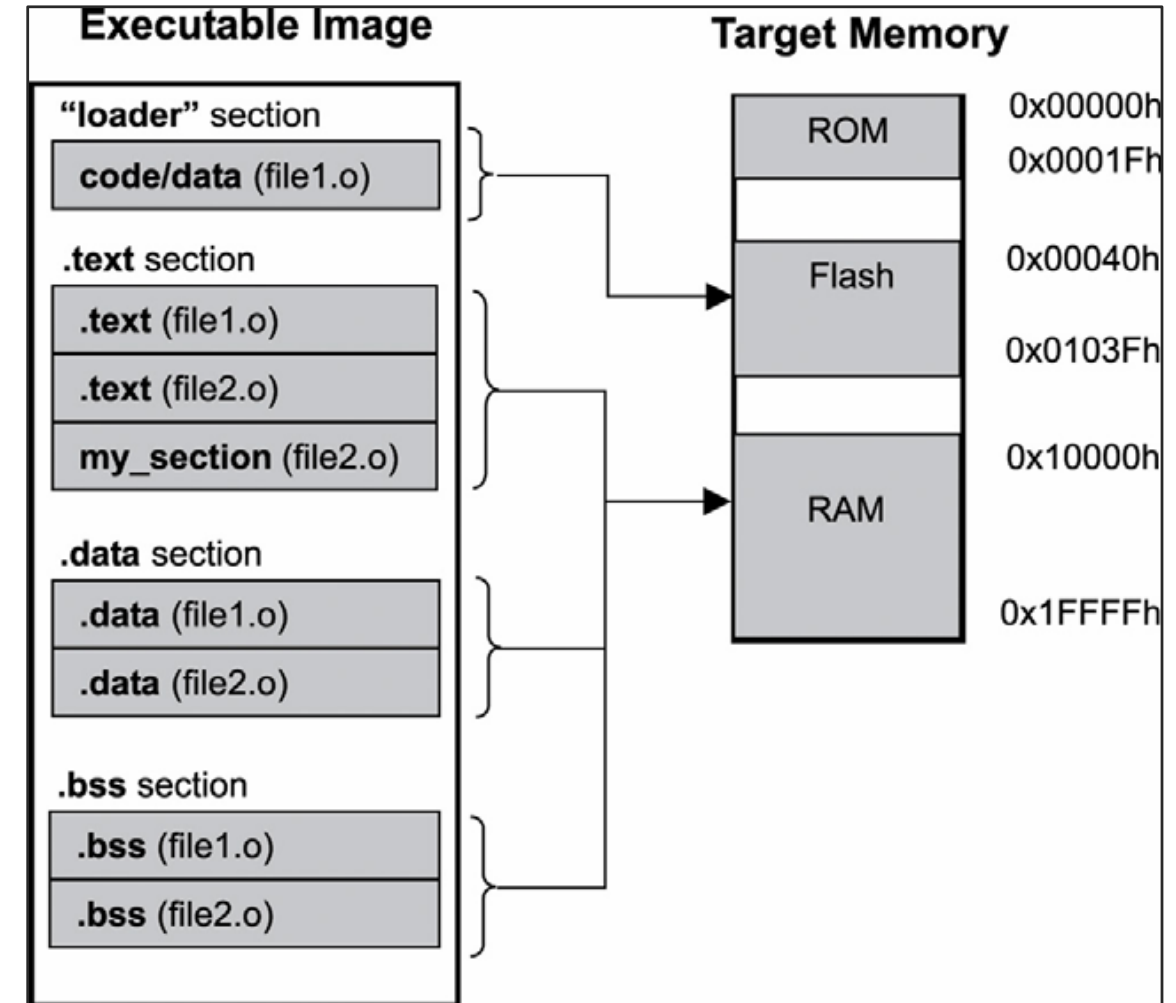 Executable Image
"loader" section
code/data (file1.o)
.text section
.text (file1.o)
.text (file2.o)
my_section (file2.o)
.data section
.data (file1.o)
.data (file2.o)
.bss section
.bss (file1.o)
.bss (file2.o)
Target Memory
ROM
0x00000h
0x0001Fh
Flash
0x00040h
0x0103Fh
RAM
0x10000h
0x1FFFFh